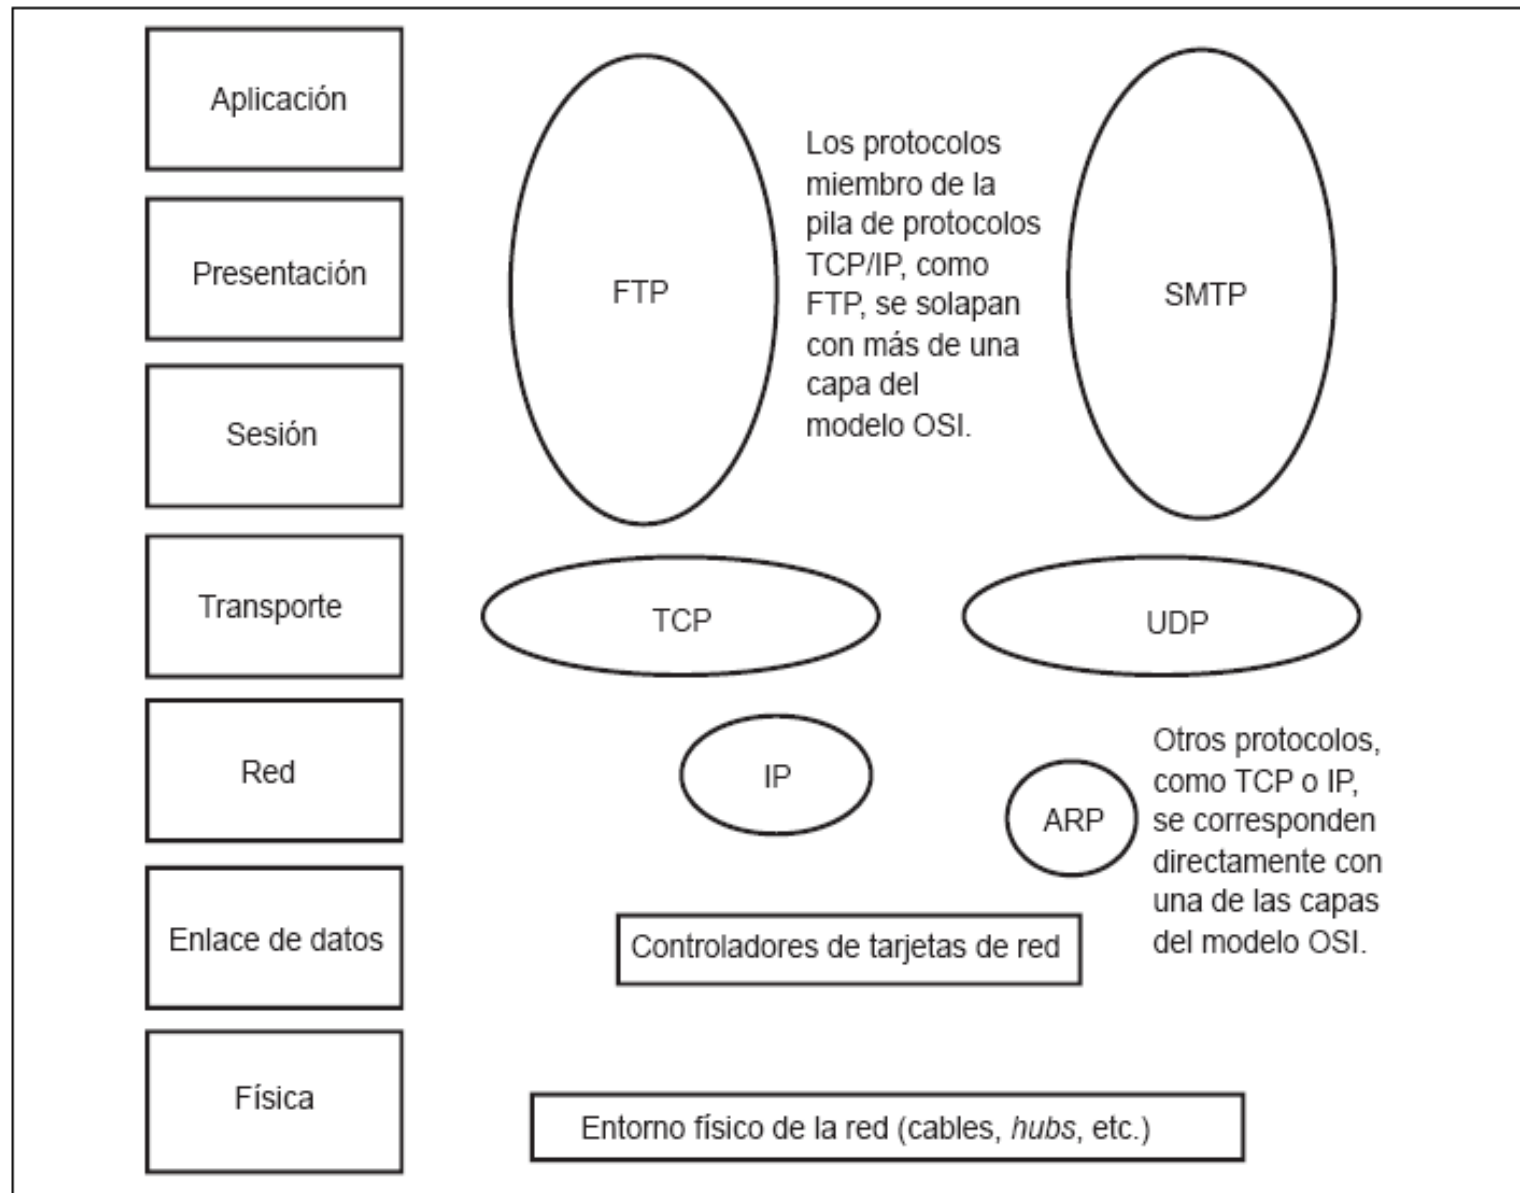 Aplicación
Presentación
Sesión
Transporte
Red
Enlace de datos
Física
FTP
Los protocolos
miembro de la
pila de protocolos
TCP/IP, como
FTP, se solapan
con más de una
capa del
modelo OSI.
SMTP
TCP
UDP
IP
ARP
Otros protocolos,
como TCP o IP,
se corresponden
directamente con
una de las capas
del modelo OSI.
Controladores de tarjetas de red
Entorno físico de la red (cables, hubs, etc.)